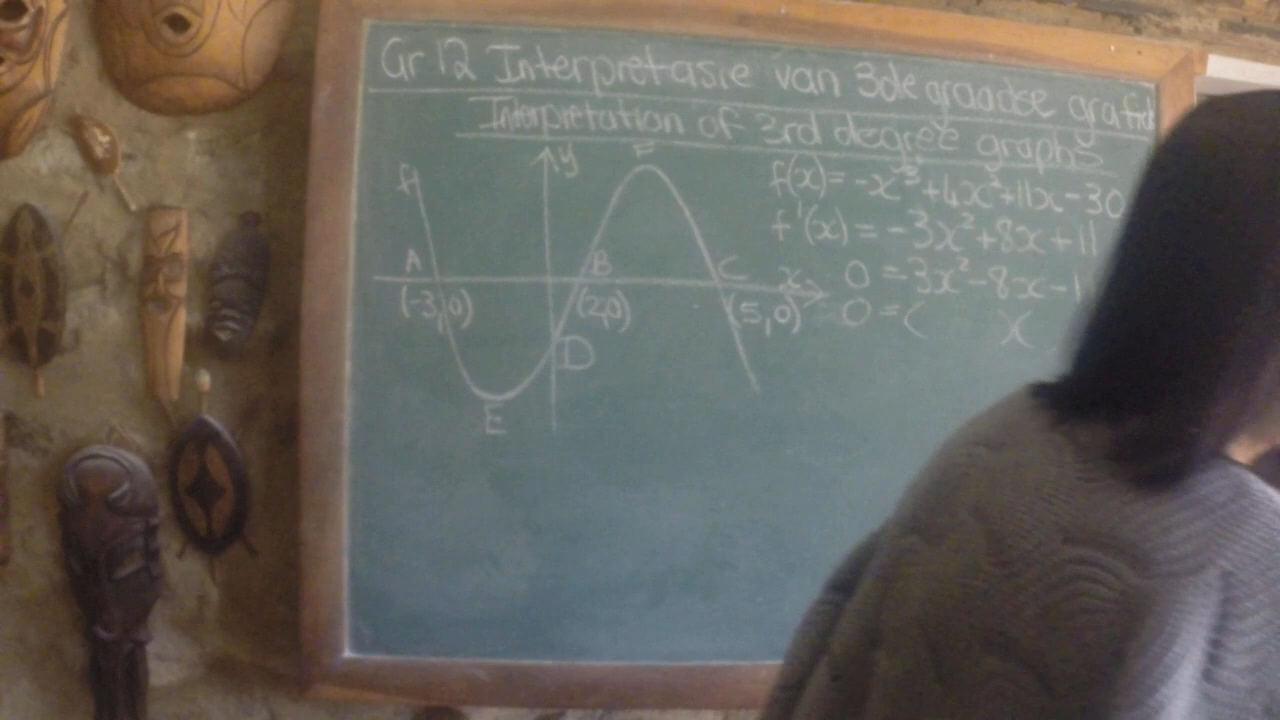 Gr 12 Interpretasie van 3de graadse grafiek
Interpretation of 3rd degree graphs
y
F
f
f(x) = -x³ + 4x² + 11x - 30
f'(x) = -3x² + 8x + 11
A
B
C
x
0 = 3x² - 8x - 11
(-3,0)
(2,0)
(5,0)
0 = (          )(
D
E